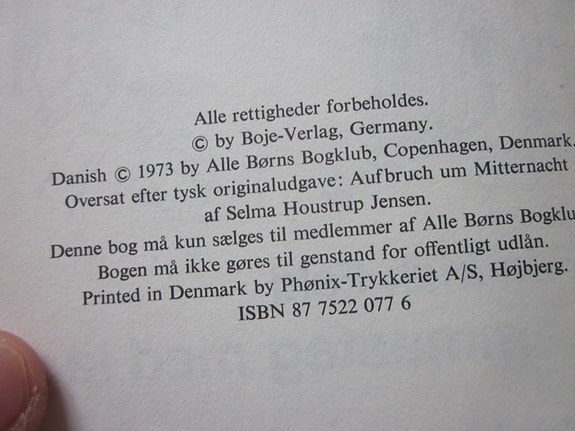 Alle rettigheder forbeholdes.
© by Boje-Verlag, Germany.
Danish © 1973 by Alle Børns Bogklub, Copenhagen, Denmark.
Oversat efter tysk originaludgave: Aufbruch um Mitternacht
af Selma Houstrup Jensen.
Denne bog må kun sælges til medlemmer af Alle Børns Bogklu
Bogen må ikke gøres til genstand for offentligt udlån.
Printed in Denmark by Phønix-Trykkeriet A/S, Højbjerg.
ISBN 87 7522 077 6